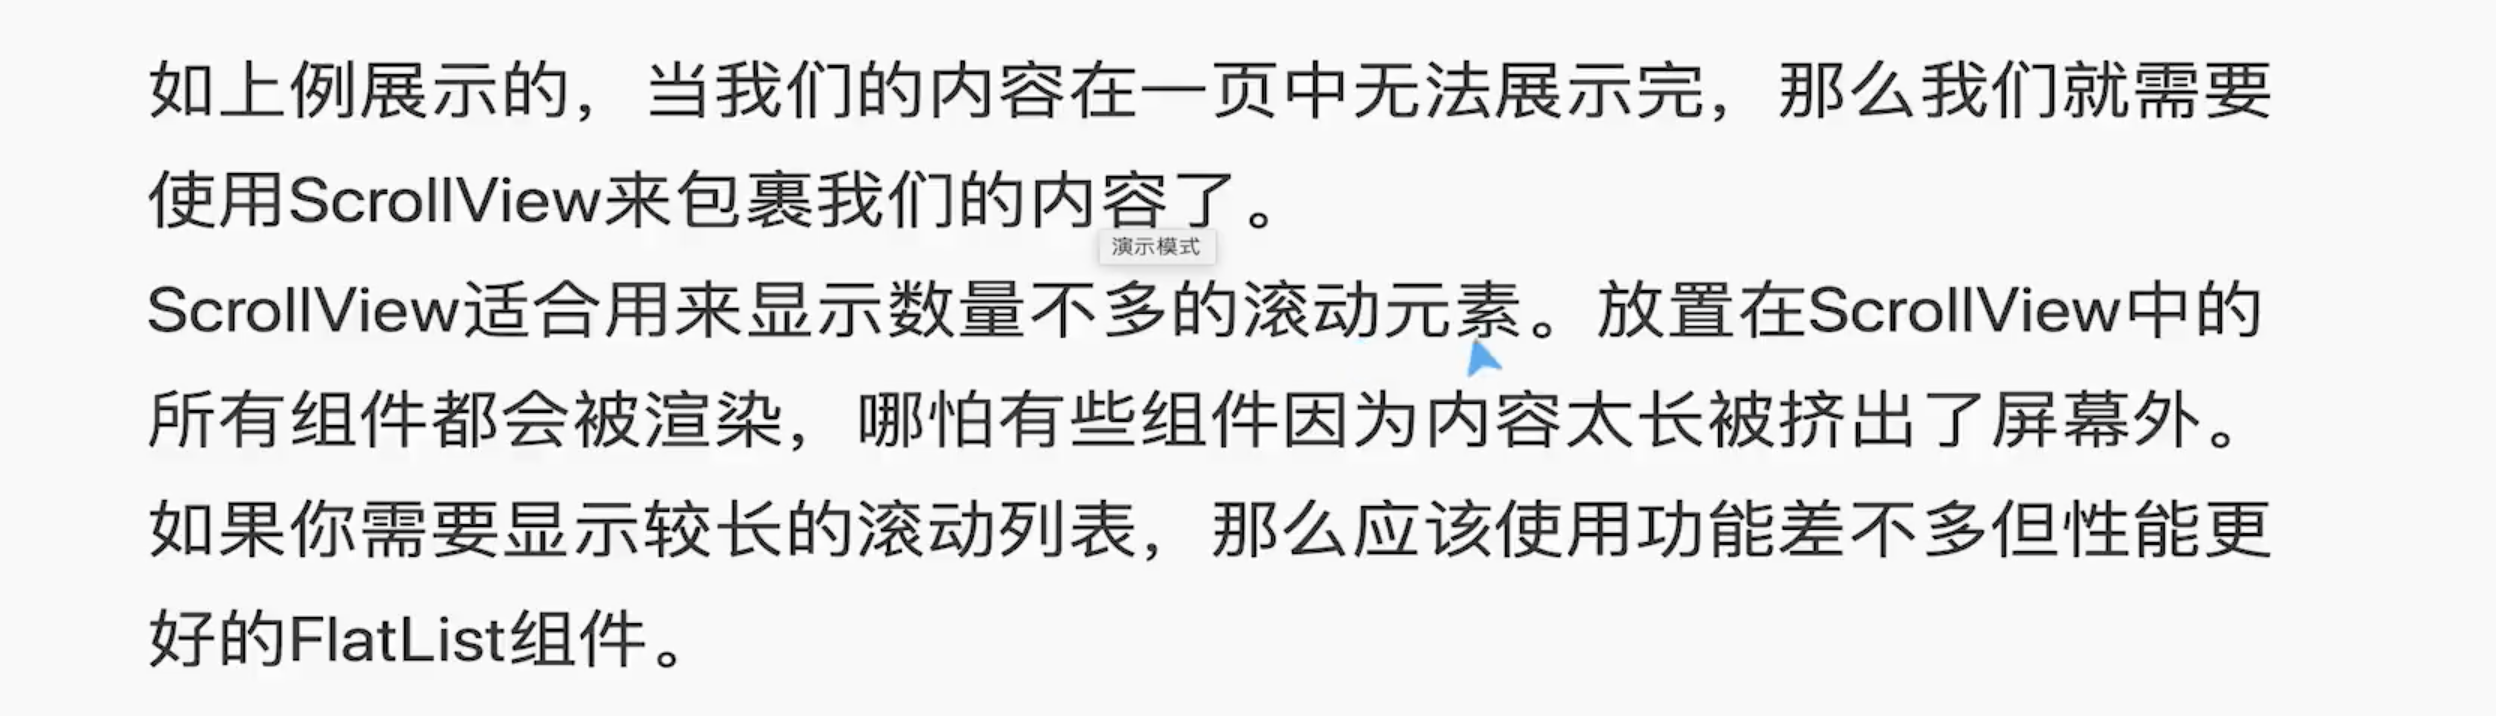 如上例展示的，当我们的内容在一页中无法展示完，那么我们就需要
使用ScrollView来包裹我们的内容了。
演示模式
ScrollView适合用来显示数量不多的滚动元素。放置在ScrollView中的
所有组件都会被渲染，哪怕有些组件因为内容太长被挤出了屏幕外。
如果你需要显示较长的滚动列表，那么应该使用功能差不多但性能更
好的FlatList组件。